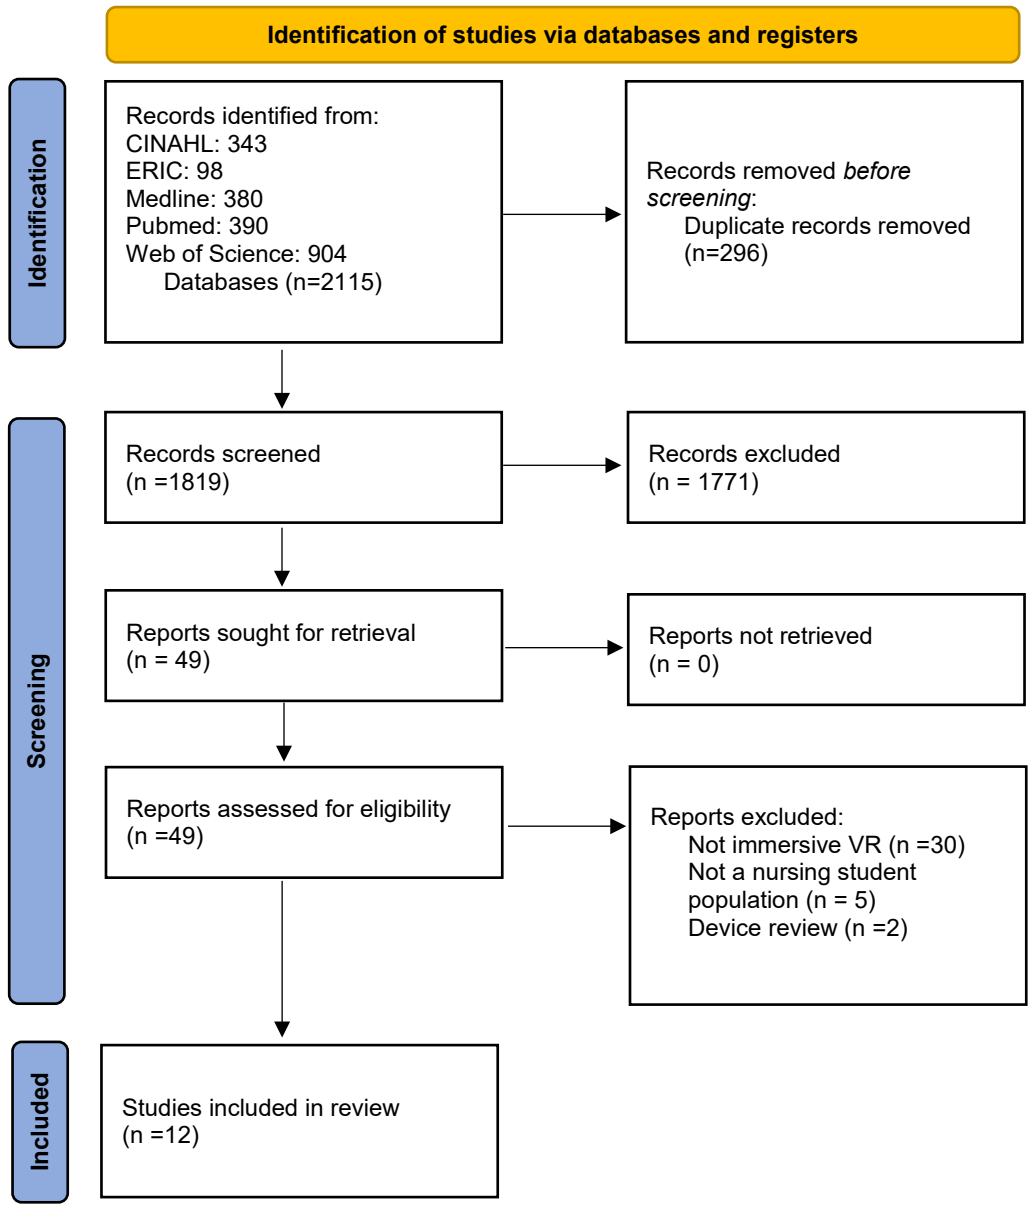 Identification of studies via databases and registers
Identification
Records identified from:
CINAHL: 343
ERIC: 98
Medline: 380
Pubmed: 390
Web of Science: 904
Databases (n=2115)
Records removed before
screening:
Duplicate records removed
(n=296)
Screening
Records screened
(n =1819)
Records excluded
(n = 1771)
Reports sought for retrieval
(n = 49)
Reports not retrieved
(n = 0)
Reports assessed for eligibility
(n =49)
Reports excluded:
Not immersive VR (n =30)
Not a nursing student
population (n = 5)
Device review (n =2)
Included
Studies included in review
(n =12)